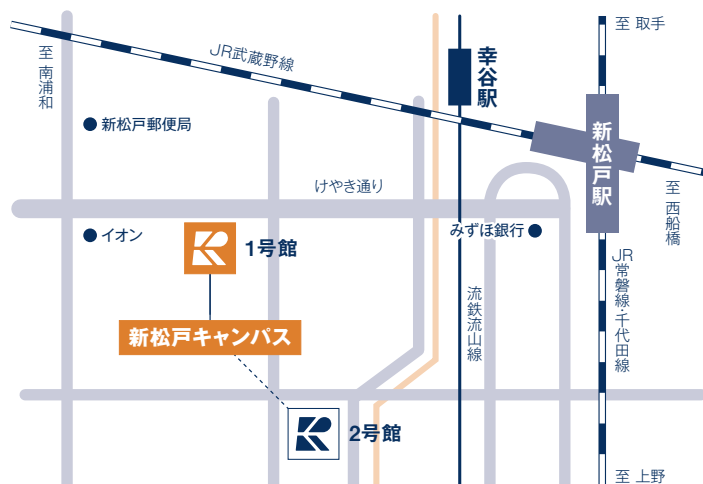 至 取手
JR武蔵野線
至 南浦和
幸谷駅
新松戸郵便局
新松戸駅
けやき通り
至 西船橋
イオン
1号館
みずほ銀行
JR常磐線・千代田線
流鉄流山線
新松戸キャンパス
2号館
至 上野